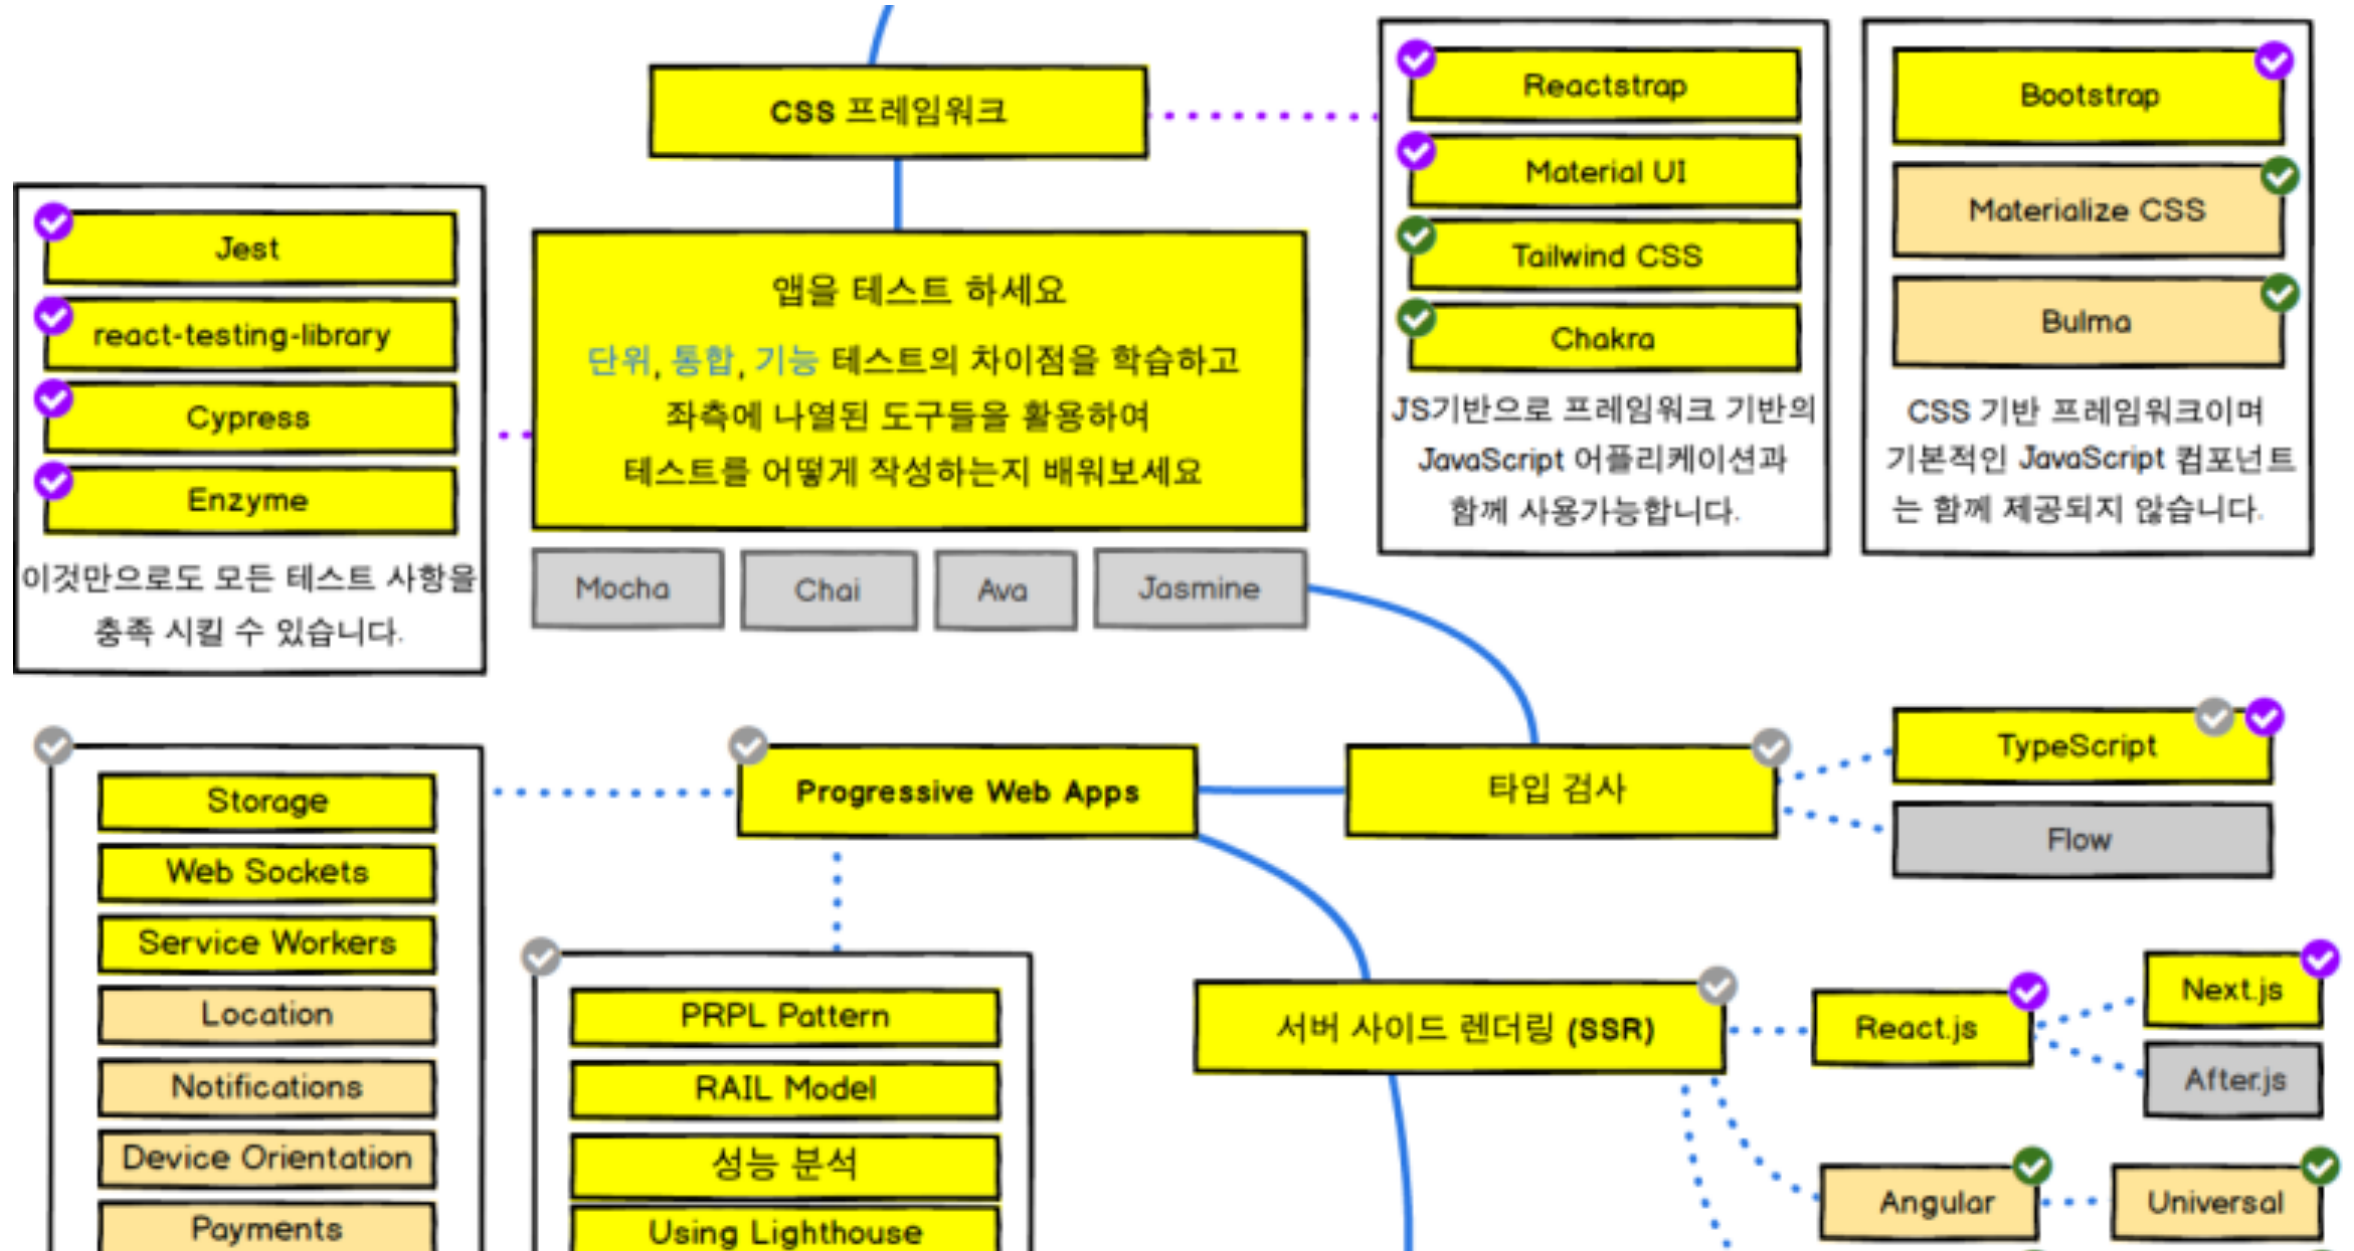 CSS 프레임워크
Reactstrap
Material UI
Tailwind CSS
Chakra
JS기반으로 프레임워크 기반의
JavaScript 어플리케이션과
함께 사용가능합니다.
Bootstrap
Materialize CSS
Bulma
CSS 기반 프레임워크이며
기본적인 JavaScript 컴포넌트
는 함께 제공되지 않습니다.
Jest
react-testing-library
Cypress
Enzyme
이것만으로도 모든 테스트 사항을
충족 시킬 수 있습니다.
앱을 테스트 하세요
단위, 통합, 기능 테스트의 차이점을 학습하고
좌측에 나열된 도구들을 활용하여
테스트를 어떻게 작성하는지 배워보세요
Mocha
Chai
Ava
Jasmine
타입 검사
TypeScript
Flow
Progressive Web Apps
Storage
Web Sockets
Service Workers
Location
Notifications
Device Orientation
Payments
PRPL Pattern
RAIL Model
성능 분석
Using Lighthouse
서버 사이드 렌더링 (SSR)
React.js
Next.js
After.js
Angular
Universal